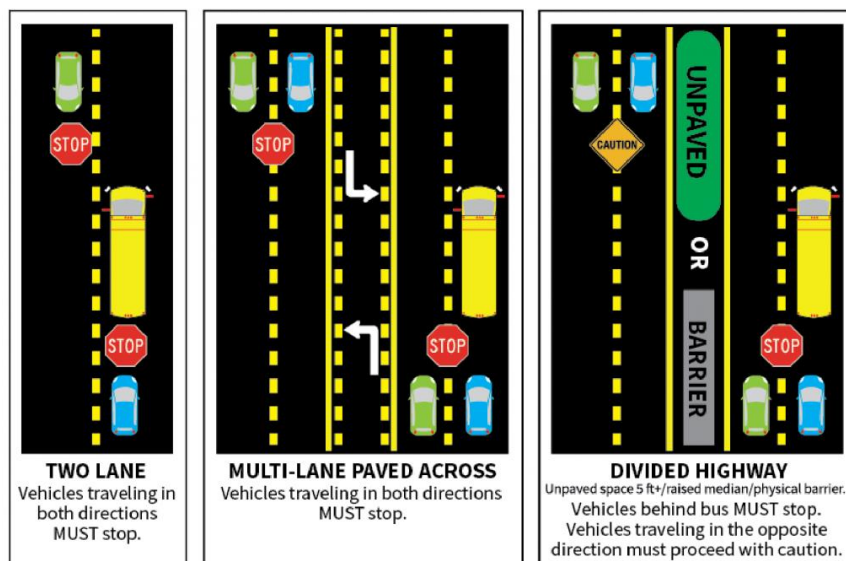 STOP
STOP
TWO LANE
Vehicles traveling in
both directions
MUST stop.
STOP
STOP
MULTI-LANE PAVED ACROSS
Vehicles traveling in both directions
MUST stop.
CAUTION
UNPAVED
OR
BARRIER
STOP
DIVIDED HIGHWAY
Unpaved space 5 ft+/raised median/physical barrier.
Vehicles behind bus MUST stop.
Vehicles traveling in the opposite
direction must proceed with caution.